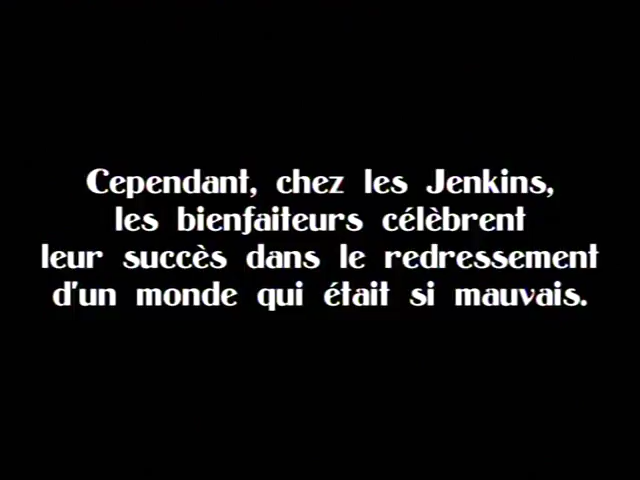 Cependant, chez les Jenkins,
les bienfaiteurs célèbrent
leur succès dans le redressement
d'un monde qui était si mauvais.